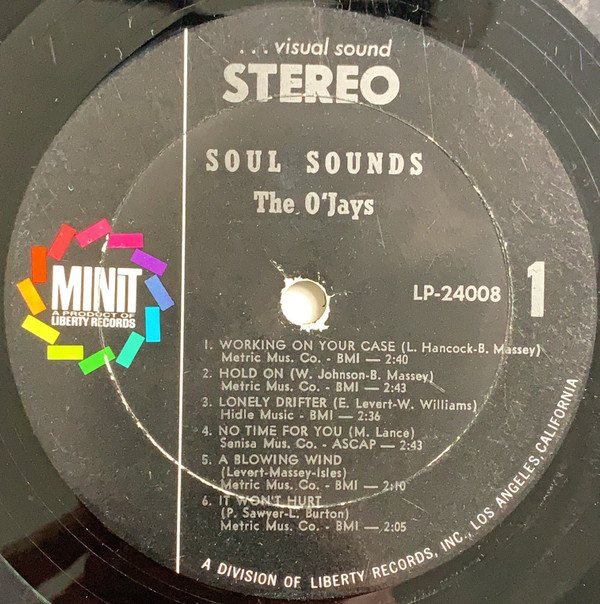 . . . visual sound
STEREO
SOUL SOUNDS
The O'Jays
MINIT
A PRODUCT OF
LIBERTY RECORDS
LP-24008
1
1. WORKING ON YOUR CASE (L. Hancock-B. Massey)
Metric Mus. Co. - BMI — 2:40
2. HOLD ON (W. Johnson-B. Massey)
Metric Mus. Co. - BMI — 2:43
3. LONELY DRIFTER (E. Levert-W. Williams)
Hidle Music - BMI — 2:36
4. NO TIME FOR YOU (M. Lance)
Senisa Mus. Co. - ASCAP — 2:43
5. A BLOWING WIND
(Levert-Massey-Isles)
Metric Mus. Co. - BMI — 2:10
6. IT WON'T HURT
(P. Sawyer-L. Burton)
Metric Mus. Co. - BMI — 2:05
A DIVISION OF LIBERTY RECORDS, INC., LOS ANGELES, CALIFORNIA